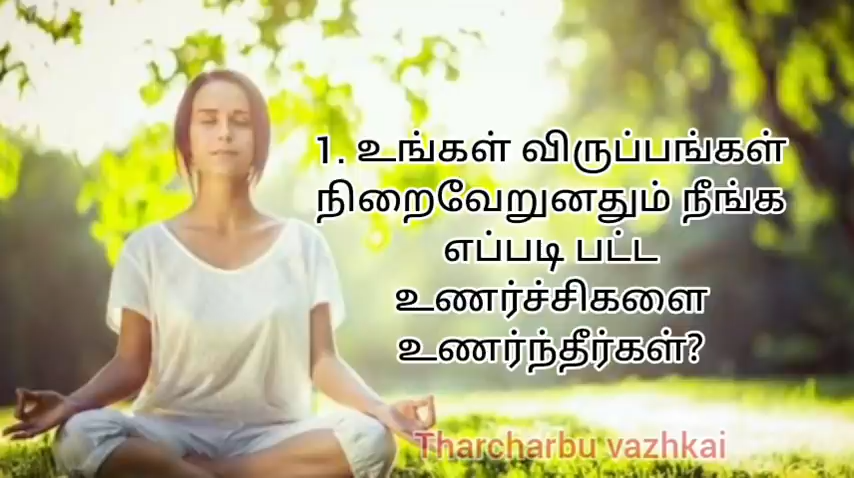 1. உங்கள் விருப்பங்கள்
நிறைவேறுனதும் நீங்க
எப்படி பட்ட
உணர்ச்சிகளை
உணர்ந்தீர்கள்?
Tharcharbu vazhkai